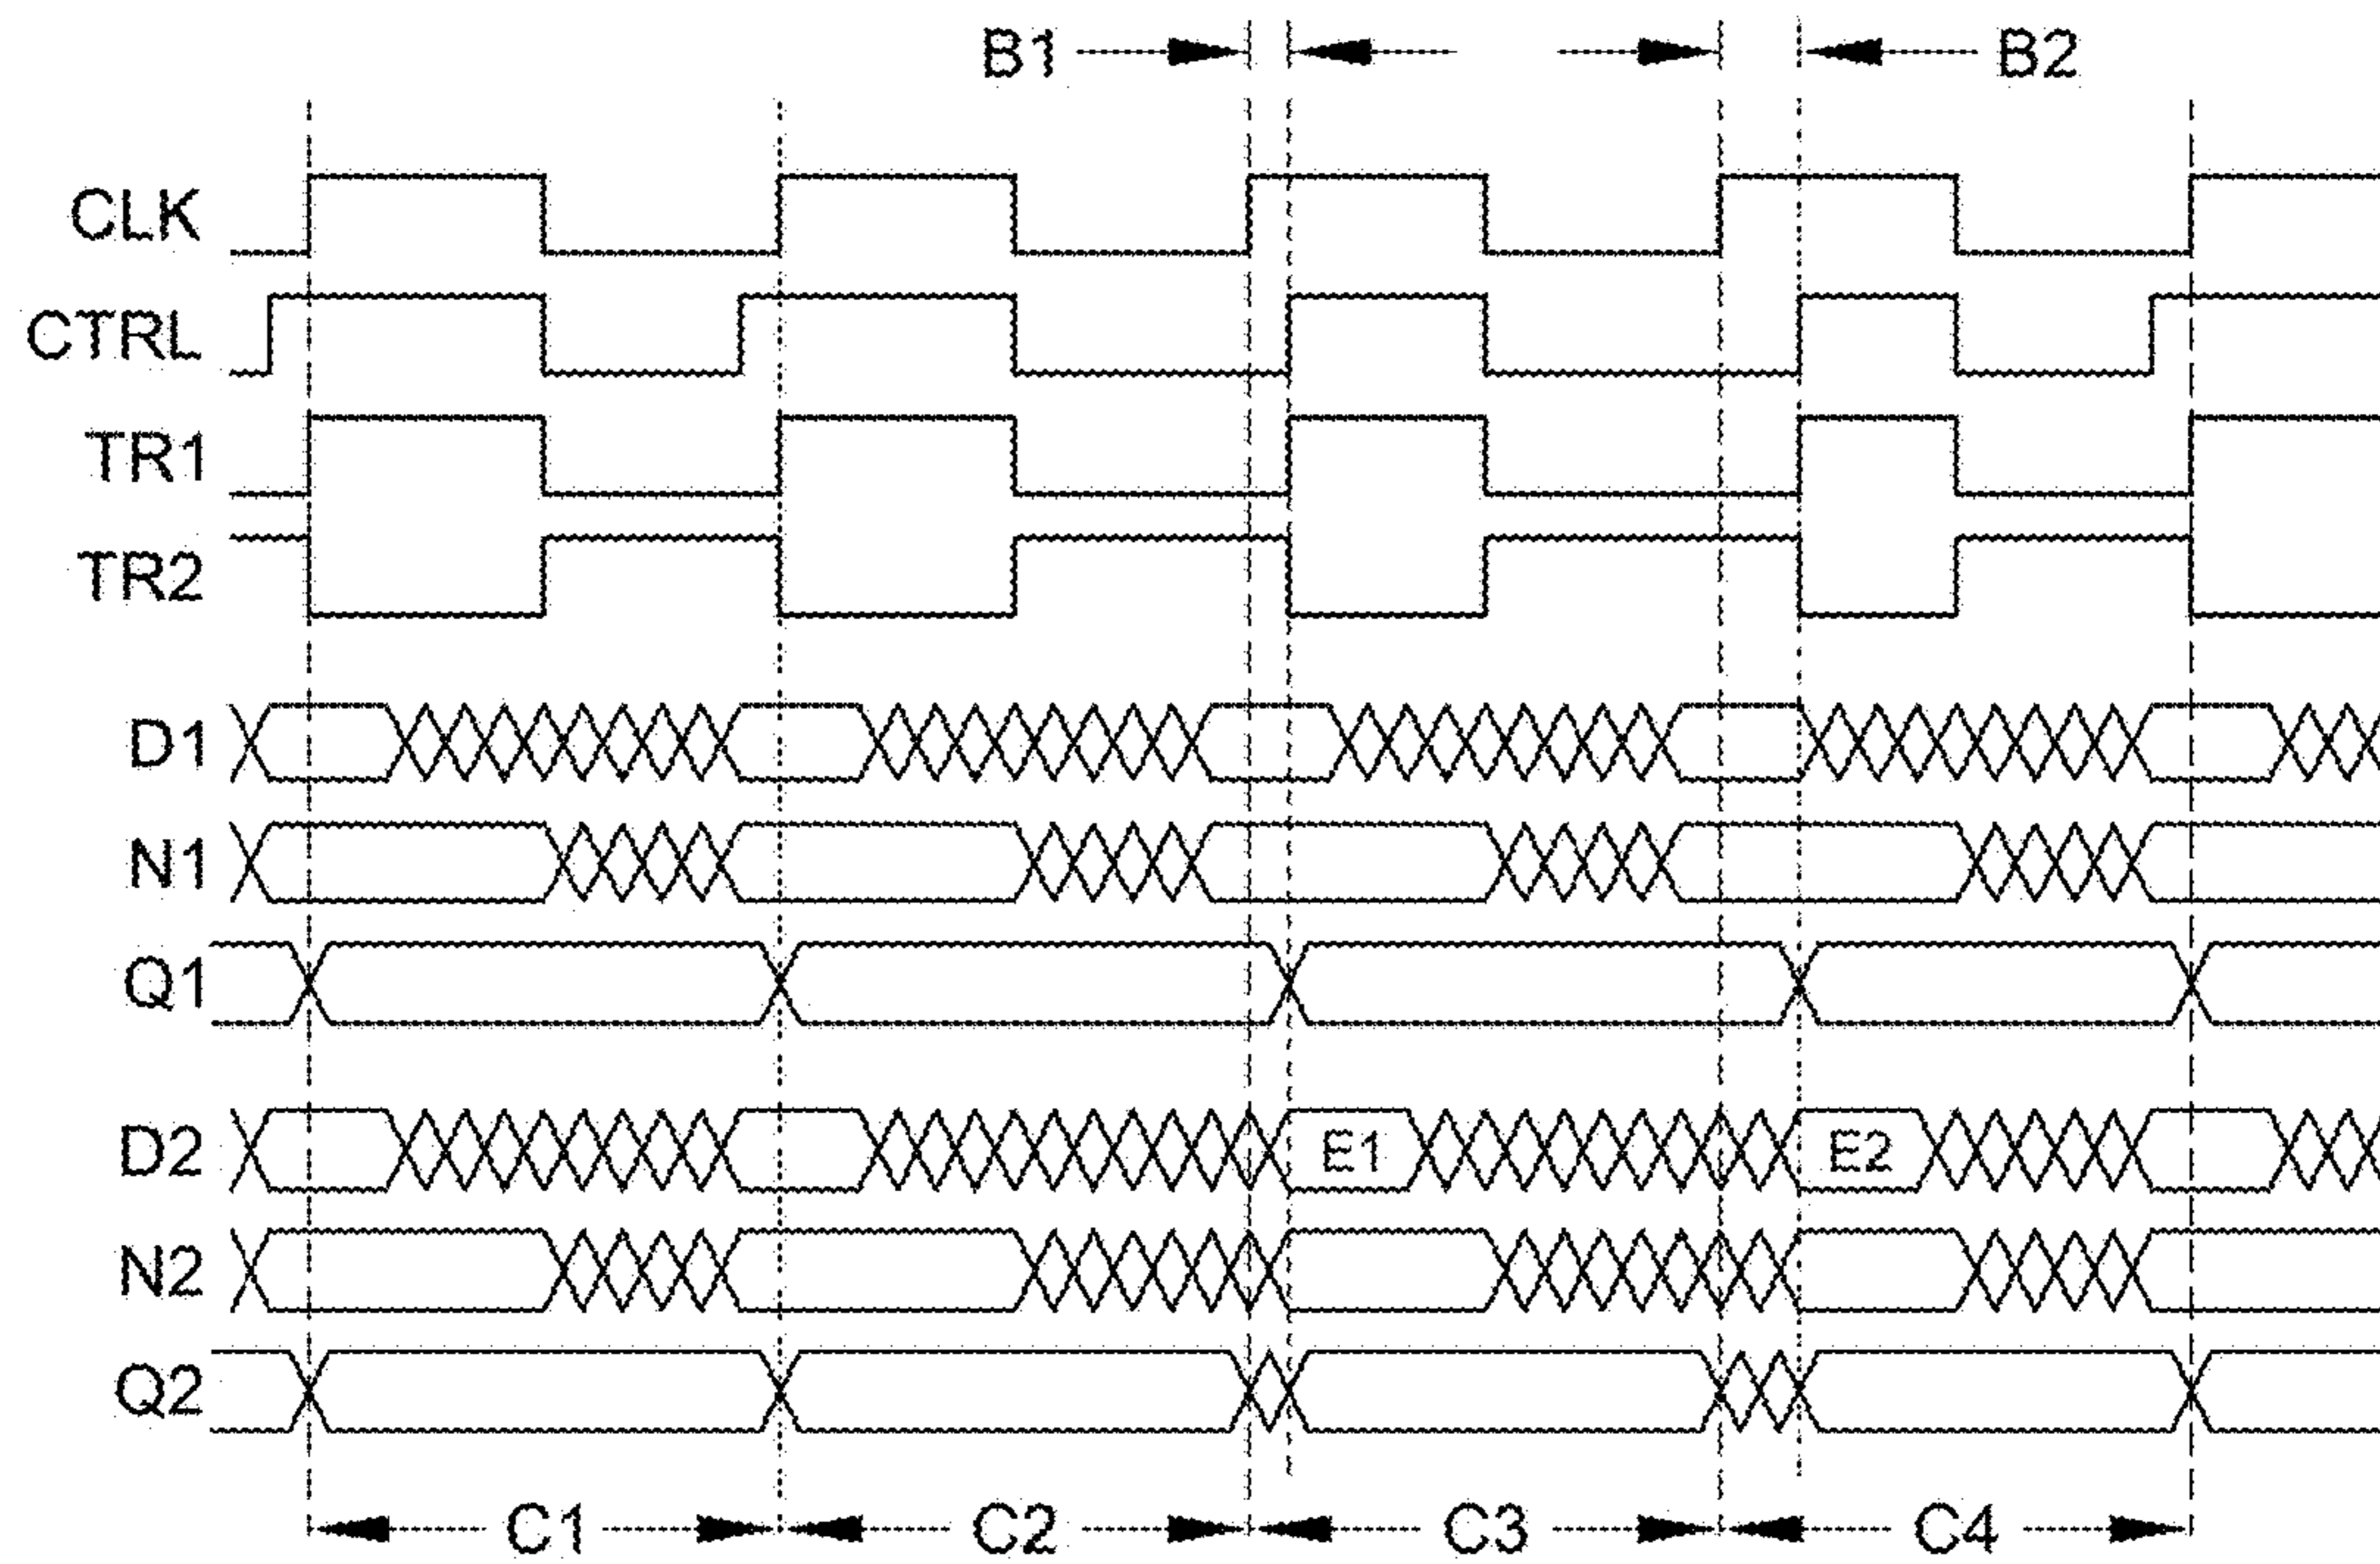 B1 B2
CLK
CTRL
TR1
TR2
D1
N1
Q1
D2 E1 E2
N2
Q2
C1 C2 C3 C4